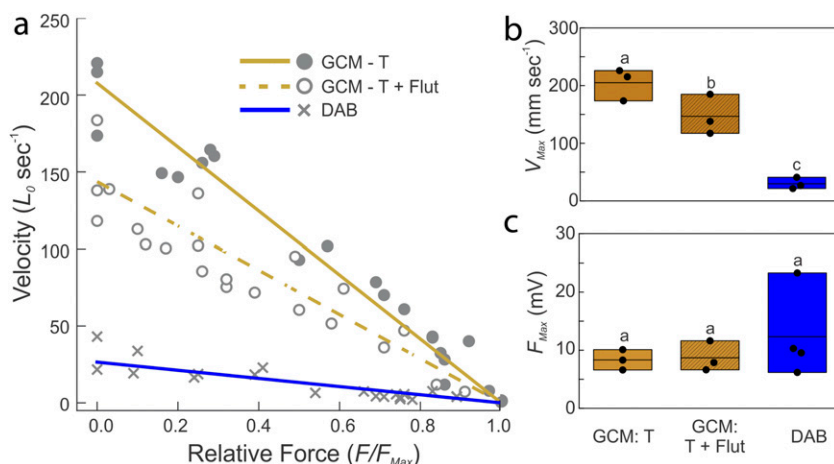 a
250
200
150
100
50
0
Velocity (L₀ sec⁻¹)
GCM - T
GCM - T + Flut
DAB
0.0 0.2 0.4 0.6 0.8 1.0
Relative Force (F/F_Max)
b
300
200
100
0
V_Max (mm sec⁻¹)
a
b
c
c
30
20
10
0
F_Max (mV)
a
a
a
GCM: T
GCM:
T + Flut
DAB